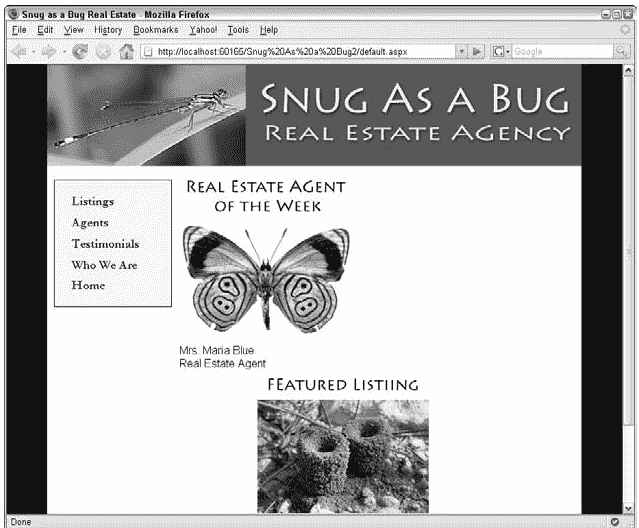 Snug as a Bug Real Estate - Mozilla Firefox
File Edit View History Bookmarks Yahoo! Tools Help
http://localhost:60165/Snug%20As%20a%20Bug2/default.aspx
Google
SNUG AS A BUG
REAL ESTATE AGENCY
Listings
Agents
Testimonials
Who We Are
Home
REAL ESTATE AGENT
OF THE WEEK
Mrs. Maria Blue
Real Estate Agent
FEATURED LISTIING
Done